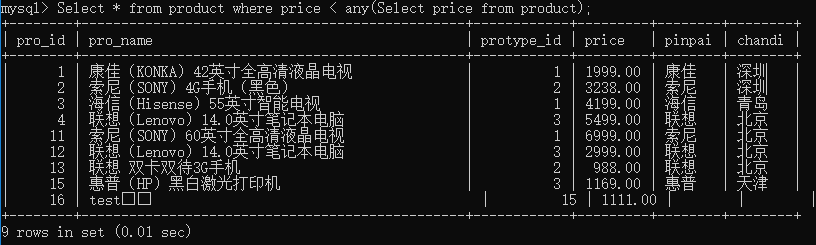 mysql> Select * from product where price < any(Select price from product);
+--------+----------------------------------+------------+---------+--------+--------+
| pro_id | pro_name | protype_id | price | pinpai | chandi |
+--------+----------------------------------+------------+---------+--------+--------+
| 1 | 康佳（KONKA）42英寸全高清液晶电视 | 1 | 1999.00 | 康佳 | 深圳
| 2 | 索尼（SONY）4G手机（黑色） | 2 | 3238.00 | 索尼 | 深圳
| 3 | 海信（Hisense）55英寸智能电视 | 1 | 4199.00 | 海信 | 青岛
| 4 | 联想（Lenovo）14.0英寸笔记本电脑 | 3 | 5499.00 | 联想 | 北京
| 11 | 索尼（SONY）60英寸全高清液晶电视 | 1 | 6999.00 | 索尼 | 北京
| 12 | 联想（Lenovo）14.0英寸笔记本电脑 | 3 | 2999.00 | 联想 | 北京
| 13 | 联想 双卡双待3G手机 | 2 | 988.00 | 联想 | 北京
| 15 | 惠普（HP）黑白激光打印机 | 3 | 1169.00 | 惠普 | 天津
| 16 | test□□ | 15 | 1111.00 | | |
+--------+----------------------------------+------------+---------+--------+--------+
9 rows in set (0.01 sec)